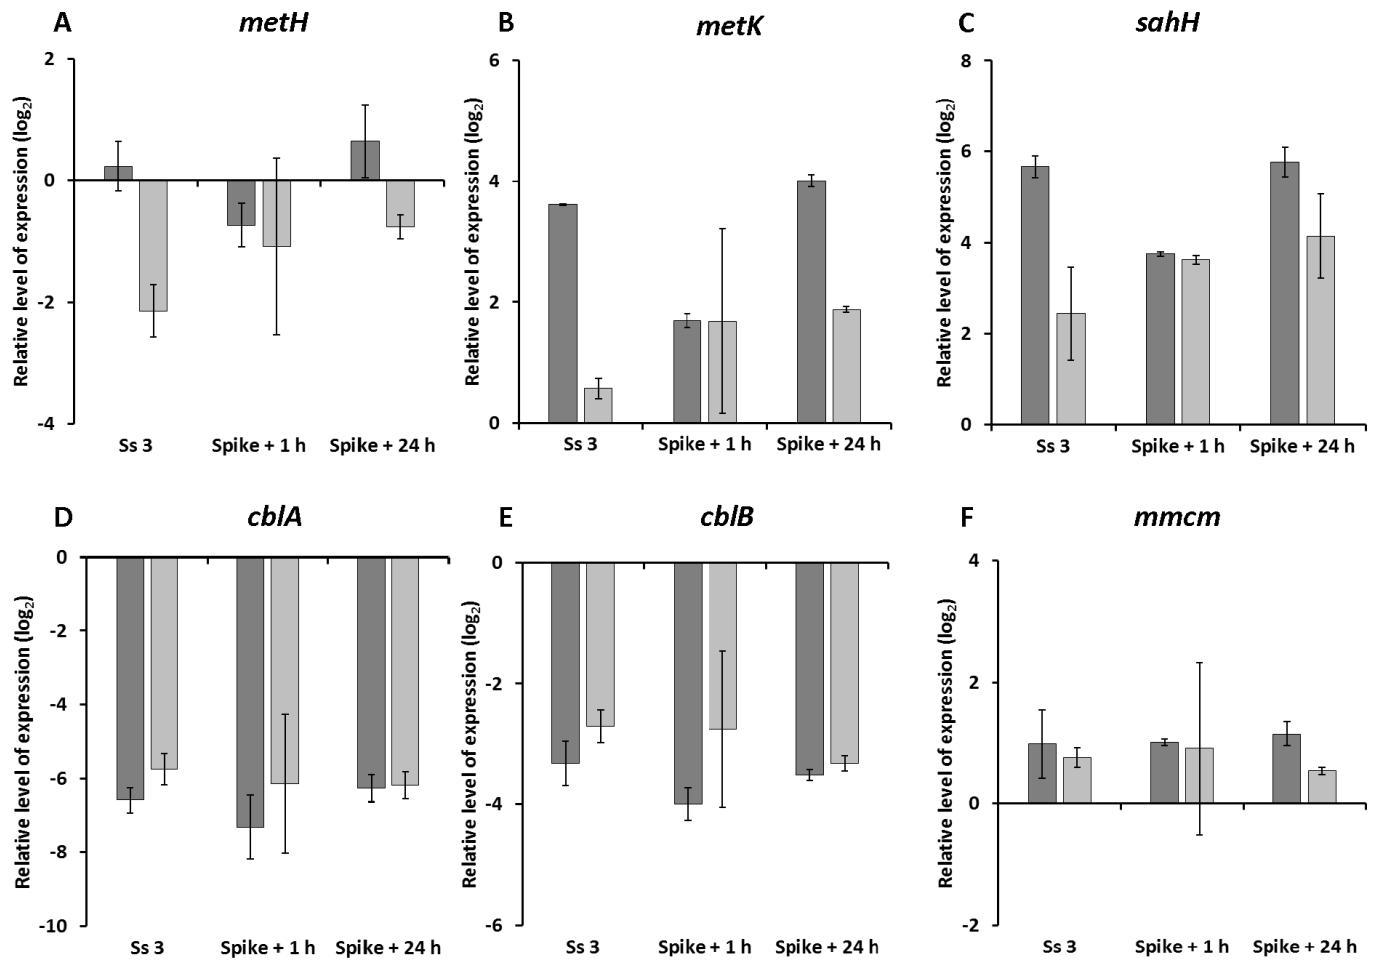 A
metH
Relative level of expression (log₂)
2
0
-2
-4
Ss 3
Spike + 1 h
Spike + 24 h
B
metK
Relative level of expression (log₂)
6
4
2
0
Ss 3
Spike + 1 h
Spike + 24 h
C
sahH
Relative level of expression (log₂)
8
6
4
2
0
Ss 3
Spike + 1 h
Spike + 24 h
D
cblA
Relative level of expression (log₂)
0
-2
-4
-6
-8
-10
Ss 3
Spike + 1 h
Spike + 24 h
E
cblB
Relative level of expression (log₂)
0
-2
-4
-6
Ss 3
Spike + 1 h
Spike + 24 h
F
mmcm
Relative level of expression (log₂)
4
2
0
-2
Ss 3
Spike + 1 h
Spike + 24 h